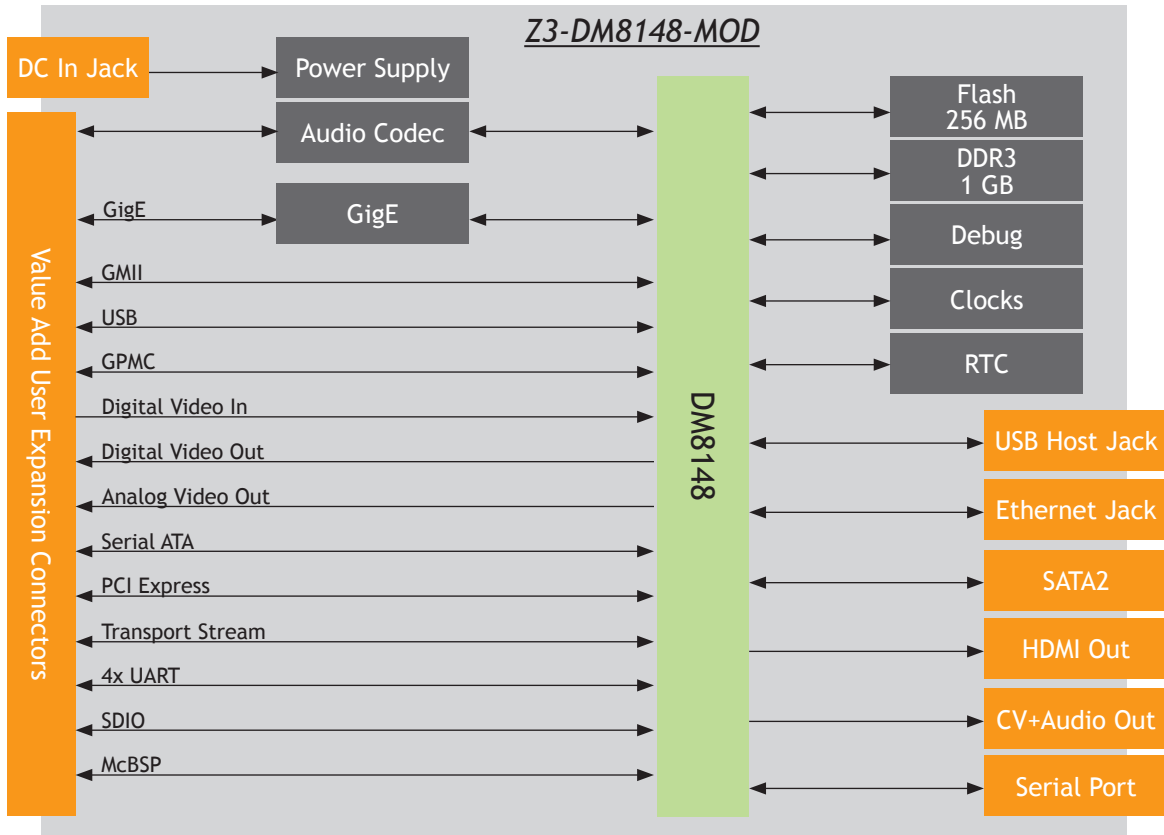 Z3-DM8148-MOD
DC In Jack
Power Supply
Audio Codec
GigE
GigE
GMII
USB
GPMC
Digital Video In
Digital Video Out
Analog Video Out
Serial ATA
PCI Express
Transport Stream
4x UART
SDIO
McBSP
Value Add User Expansion Connectors
DM8148
Flash
256 MB
DDR3
1 GB
Debug
Clocks
RTC
USB Host Jack
Ethernet Jack
SATA2
HDMI Out
CV+Audio Out
Serial Port